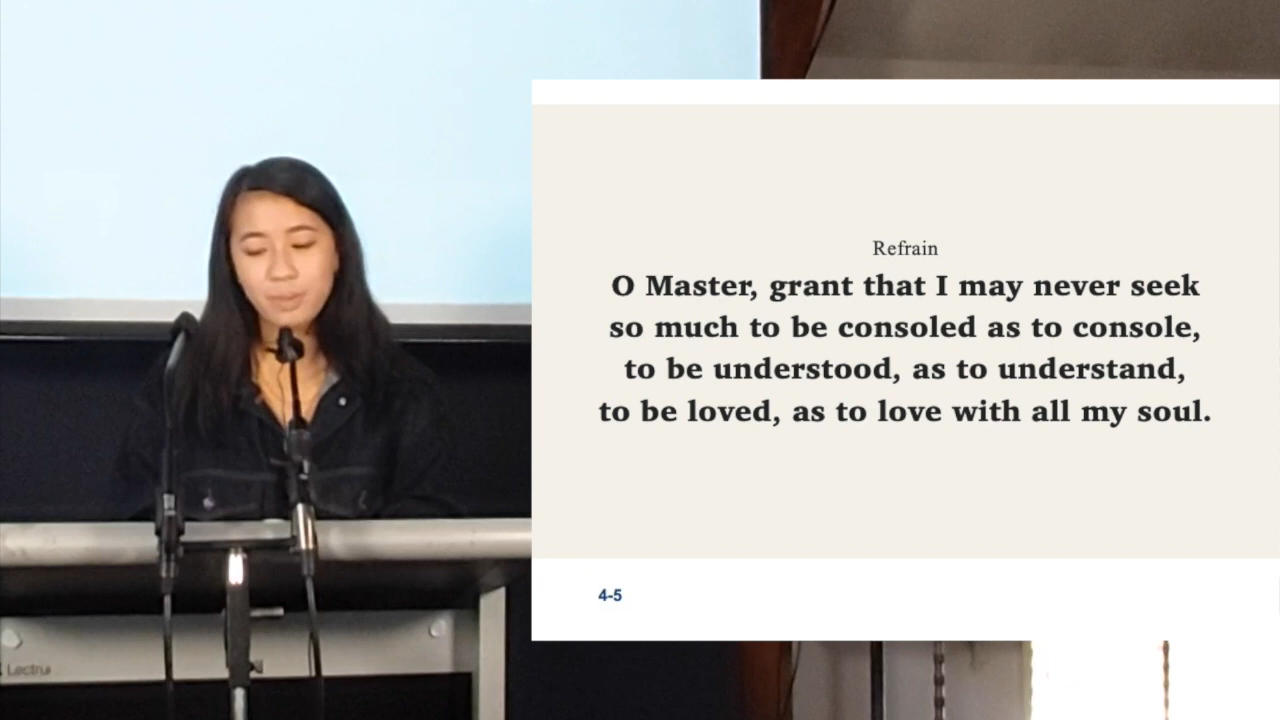 Refrain
O Master, grant that I may never seek
so much to be consoled as to console,
to be understood, as to understand,
to be loved, as to love with all my soul.
4-5
Lectru